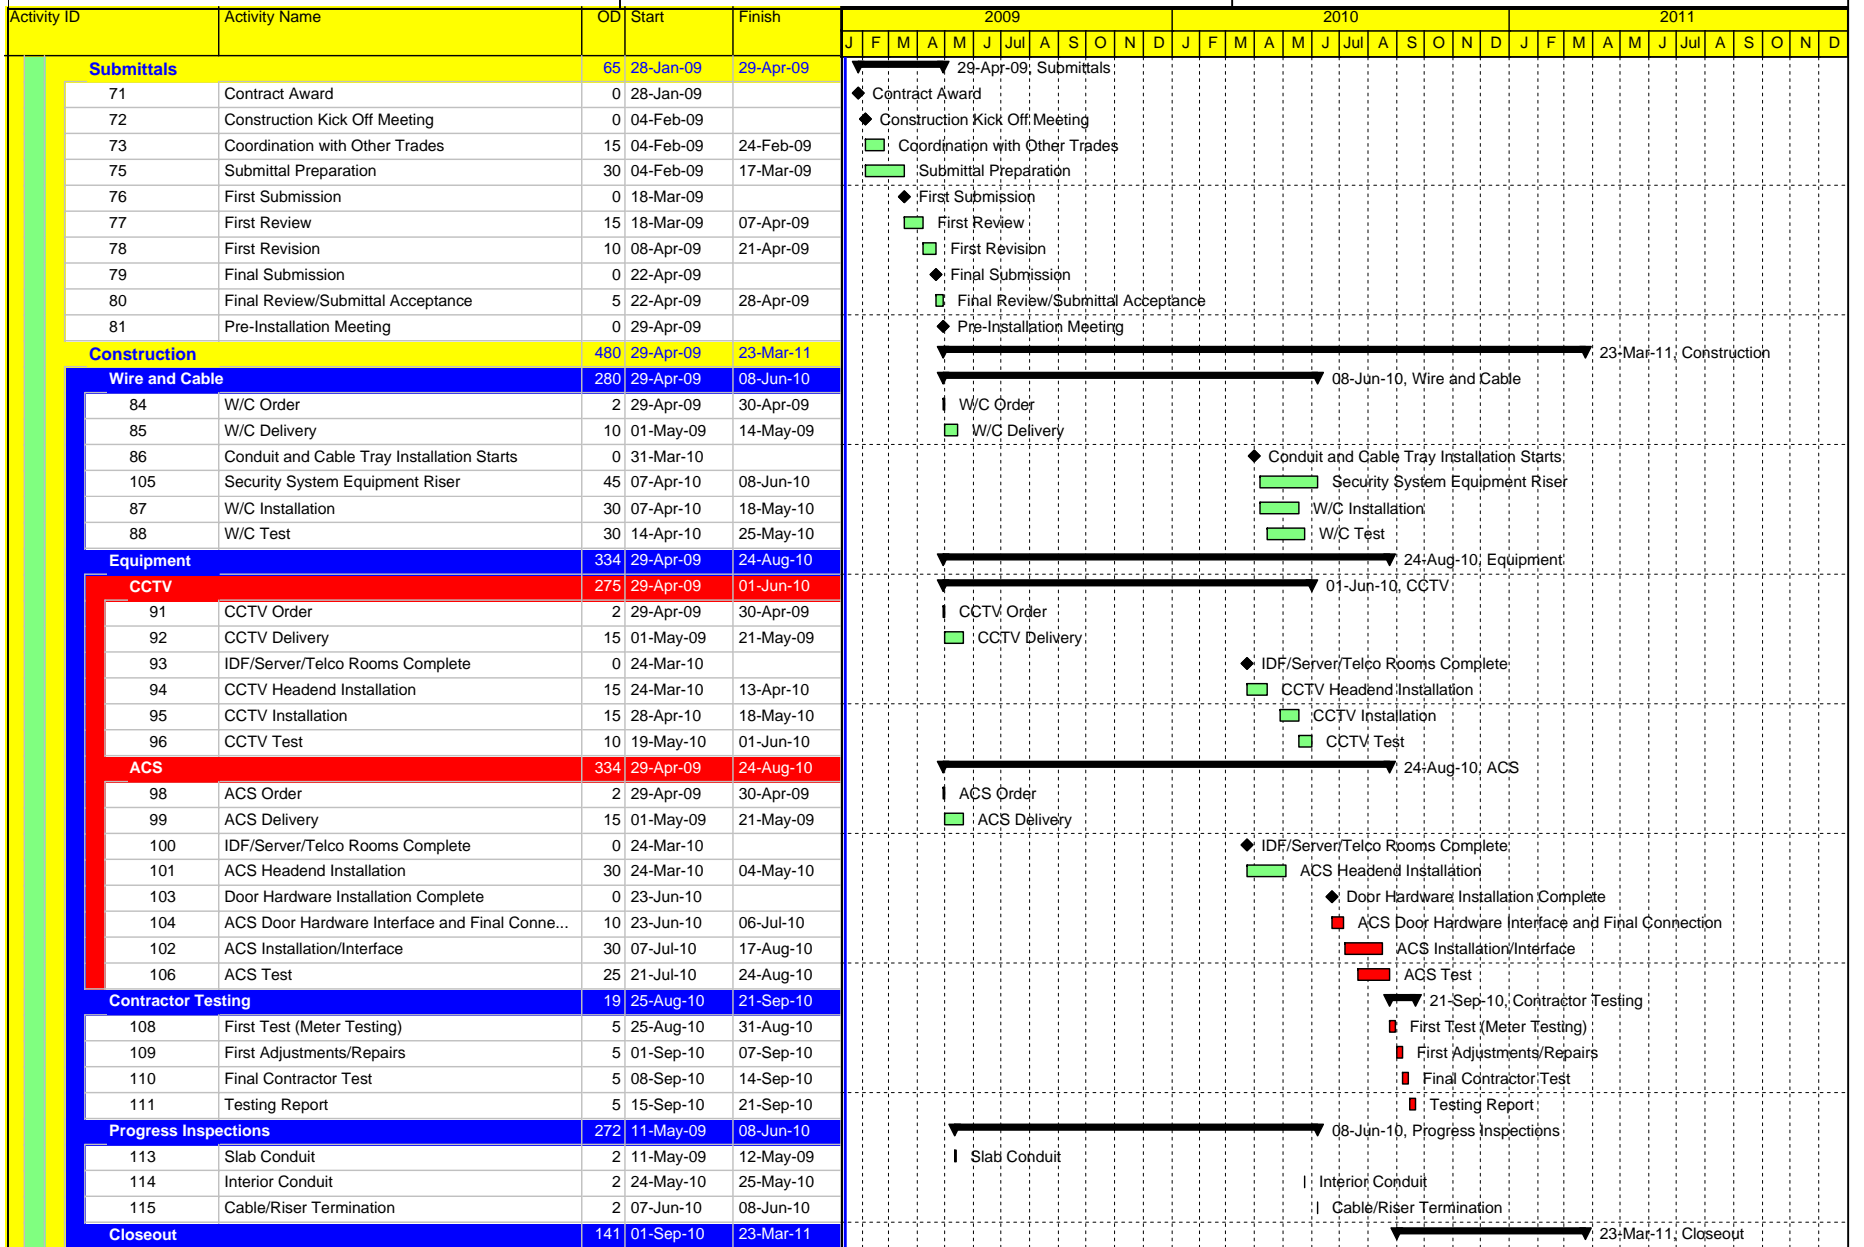 Activity ID Activity Name OD Start Finish 2009 2010 2011
J F M A M J Jul A S O N D J F M A M J Jul A S O N D J F M A M J Jul A S O N D
Submittals 65 28-Jan-09 29-Apr-09 29-Apr-09, Submittals
71 Contract Award 0 28-Jan-09 Contract Award
72 Construction Kick Off Meeting 0 04-Feb-09 Construction Kick Off Meeting
73 Coordination with Other Trades 15 04-Feb-09 24-Feb-09 Coordination with Other Trades
75 Submittal Preparation 30 04-Feb-09 17-Mar-09 Submittal Preparation
76 First Submission 0 18-Mar-09 First Submission
77 First Review 15 18-Mar-09 07-Apr-09 First Review
78 First Revision 10 08-Apr-09 21-Apr-09 First Revision
79 Final Submission 0 22-Apr-09 Final Submission
80 Final Review/Submittal Acceptance 5 22-Apr-09 28-Apr-09 Final Review/Submittal Acceptance
81 Pre-Installation Meeting 0 29-Apr-09 Pre-Installation Meeting
Construction 480 29-Apr-09 23-Mar-11 23-Mar-11, Construction
Wire and Cable 280 29-Apr-09 08-Jun-10 08-Jun-10, Wire and Cable
84 W/C Order 2 29-Apr-09 30-Apr-09 W/C Order
85 W/C Delivery 10 01-May-09 14-May-09 W/C Delivery
86 Conduit and Cable Tray Installation Starts 0 31-Mar-10 Conduit and Cable Tray Installation Starts
105 Security System Equipment Riser 45 07-Apr-10 08-Jun-10 Security System Equipment Riser
87 W/C Installation 30 07-Apr-10 18-May-10 W/C Installation
88 W/C Test 30 14-Apr-10 25-May-10 W/C Test
Equipment 334 29-Apr-09 24-Aug-10 24-Aug-10, Equipment
CCTV 275 29-Apr-09 01-Jun-10 01-Jun-10, CCTV
91 CCTV Order 2 29-Apr-09 30-Apr-09 CCTV Order
92 CCTV Delivery 15 01-May-09 21-May-09 CCTV Delivery
93 IDF/Server/Telco Rooms Complete 0 24-Mar-10 IDF/Server/Telco Rooms Complete
94 CCTV Headend Installation 15 24-Mar-10 13-Apr-10 CCTV Headend Installation
95 CCTV Installation 15 28-Apr-10 18-May-10 CCTV Installation
96 CCTV Test 10 19-May-10 01-Jun-10 CCTV Test
ACS 334 29-Apr-09 24-Aug-10 24-Aug-10, ACS
98 ACS Order 2 29-Apr-09 30-Apr-09 ACS Order
99 ACS Delivery 15 01-May-09 21-May-09 ACS Delivery
100 IDF/Server/Telco Rooms Complete 0 24-Mar-10 IDF/Server/Telco Rooms Complete
101 ACS Headend Installation 30 24-Mar-10 04-May-10 ACS Headend Installation
103 Door Hardware Installation Complete 0 23-Jun-10 Door Hardware Installation Complete
104 ACS Door Hardware Interface and Final Conne... 10 23-Jun-10 06-Jul-10 ACS Door Hardware Interface and Final Connection
102 ACS Installation/Interface 30 07-Jul-10 17-Aug-10 ACS Installation/Interface
106 ACS Test 25 21-Jul-10 24-Aug-10 ACS Test
Contractor Testing 19 25-Aug-10 21-Sep-10 21-Sep-10, Contractor Testing
108 First Test (Meter Testing) 5 25-Aug-10 31-Aug-10 First Test (Meter Testing)
109 First Adjustments/Repairs 5 01-Sep-10 07-Sep-10 First Adjustments/Repairs
110 Final Contractor Test 5 08-Sep-10 14-Sep-10 Final Contractor Test
111 Testing Report 5 15-Sep-10 21-Sep-10 Testing Report
Progress Inspections 272 11-May-09 08-Jun-10 08-Jun-10, Progress Inspections
113 Slab Conduit 2 11-May-09 12-May-09 Slab Conduit
114 Interior Conduit 2 24-May-10 25-May-10 Interior Conduit
115 Cable/Riser Termination 2 07-Jun-10 08-Jun-10 Cable/Riser Termination
Closeout 141 01-Sep-10 23-Mar-11 23-Mar-11, Closeout